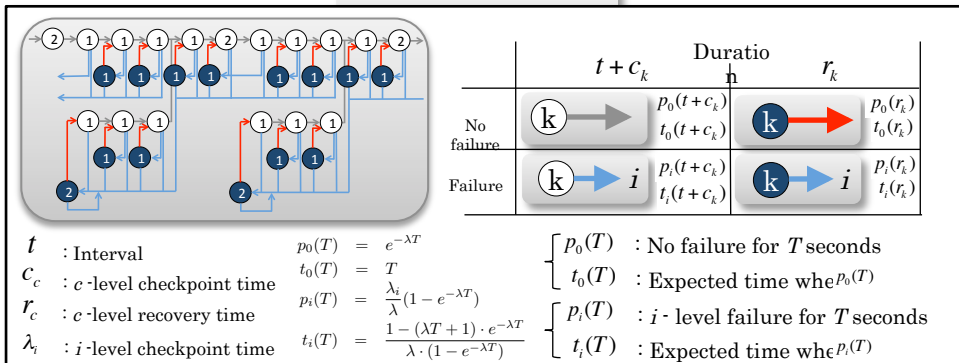 2 1 1 1 1 2 1 1 1 1 2
1 1 1 1 1 1 1 1
1 1 1 1 1 1
1 1 1 1
2 2
Duratio
n
t + c_k
r_k
No
failure
k
p_0(t + c_k)
t_0(t + c_k)
k
p_0(r_k)
t_0(r_k)
Failure
k i
p_i(t + c_k)
t_i(t + c_k)
k i
p_i(r_k)
t_i(r_k)
t : Interval
c_c : c -level checkpoint time
r_c : c -level recovery time
λ_i : i -level checkpoint time
p_0(T) = e^{-λT}
t_0(T) = T
p_i(T) = \frac{λ_i}{λ}(1 - e^{-λT})
t_i(T) = \frac{1 - (λT + 1) · e^{-λT}}{λ · (1 - e^{-λT})}
p_0(T) : No failure for T seconds
t_0(T) : Expected time whe p_0(T)
p_i(T) : i - level failure for T seconds
t_i(T) : Expected time whe p_i(T)